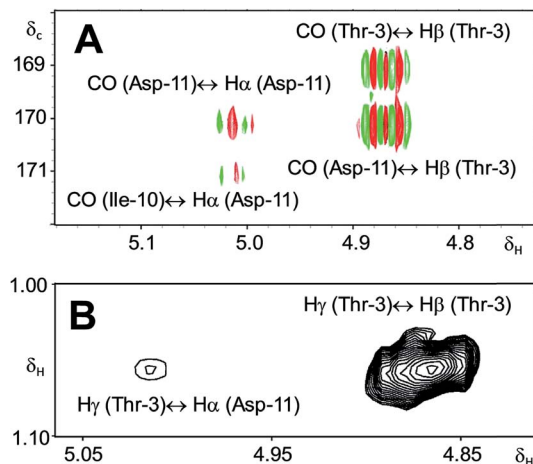 δc
A
CO (Thr-3)↔ Hβ (Thr-3)
169
CO (Asp-11)↔ Hα (Asp-11)
170
CO (Asp-11)↔ Hβ (Thr-3)
171
CO (Ile-10)↔ Hα (Asp-11)
5.1 5.0 4.9 4.8 δH
1.00
B
Hγ (Thr-3)↔ Hβ (Thr-3)
δH
Hγ (Thr-3)↔ Hα (Asp-11)
1.10
5.05 4.95 4.85 δH